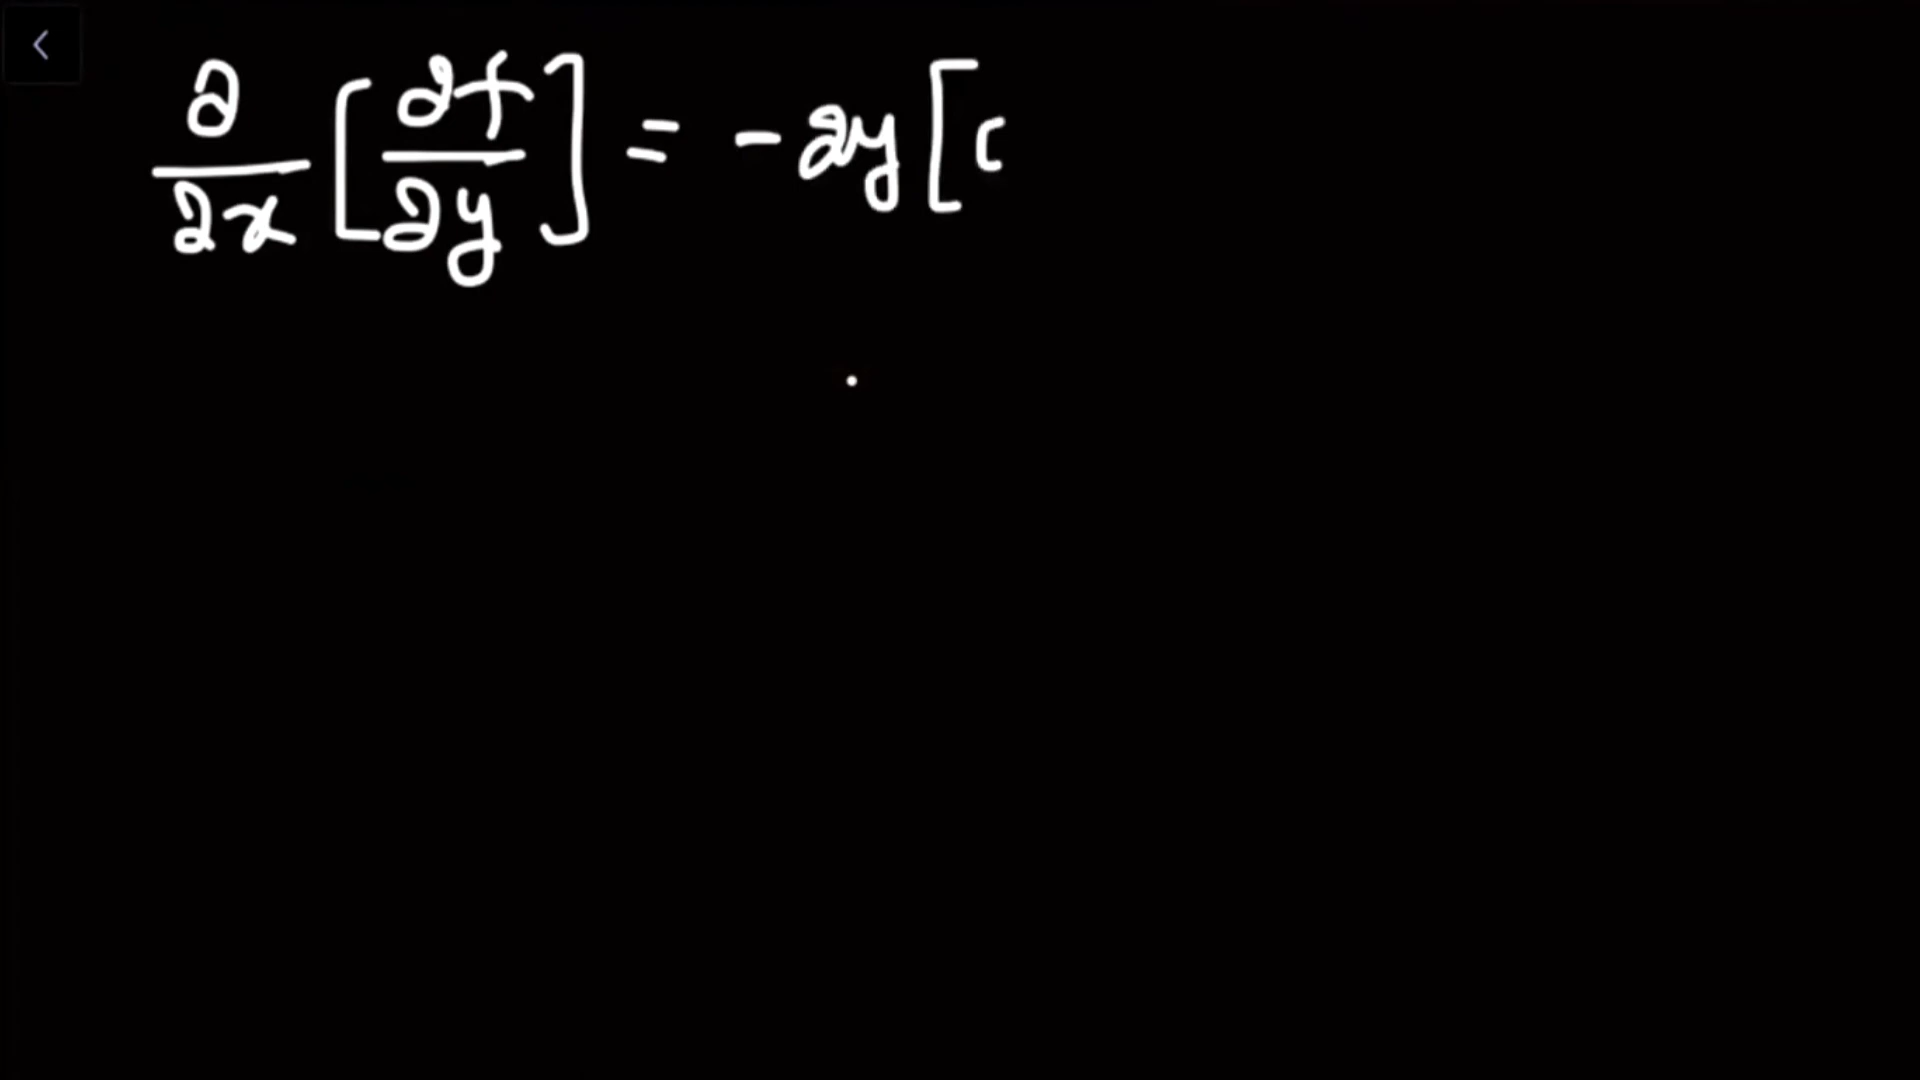 ∂/∂x [∂f/∂y] = -2y [c